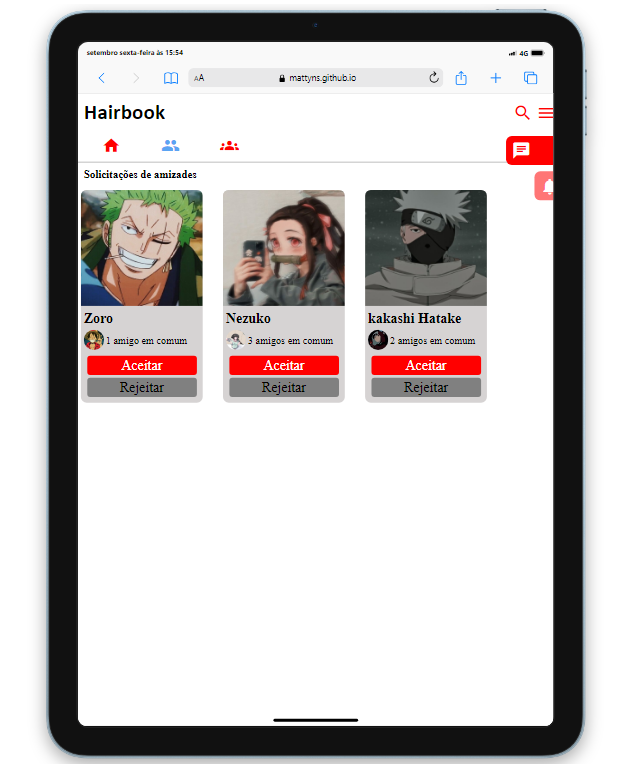 setembro sexta-feira às 15:54
4G
AA
mattyns.github.io
Hairbook
Solicitações de amizades
Zoro
1 amigo em comum
Aceitar
Rejeitar
Nezuko
3 amigos em comum
Aceitar
Rejeitar
kakashi Hatake
2 amigos em comum
Aceitar
Rejeitar